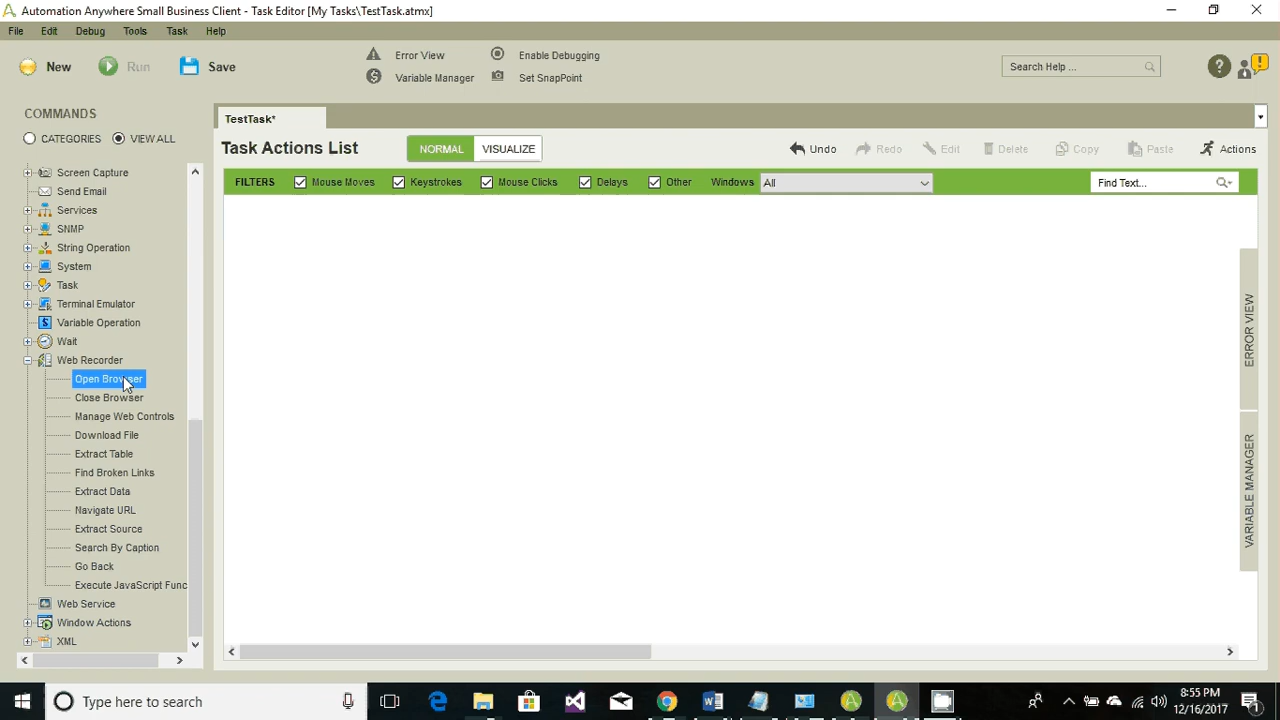 Automation Anywhere Small Business Client - Task Editor [My Tasks\TestTask.atmx]
File Edit Debug Tools Task Help
New Run Save
Error View Enable Debugging
Variable Manager Set SnapPoint
Search Help ...
COMMANDS
CATEGORIES VIEW ALL
Screen Capture
Send Email
Services
SNMP
String Operation
System
Task
Terminal Emulator
Variable Operation
Wait
Web Recorder
Open Browser
Close Browser
Manage Web Controls
Download File
Extract Table
Find Broken Links
Extract Data
Navigate URL
Extract Source
Search By Caption
Go Back
Execute JavaScript Func
Web Service
Window Actions
XML
TestTask*
Task Actions List NORMAL VISUALIZE Undo Redo Edit Delete Copy Paste Actions
FILTERS Mouse Moves Keystrokes Mouse Clicks Delays Other Windows All Find Text...
ERROR VIEW
VARIABLE MANAGER
Type here to search
8:55 PM
12/16/2017